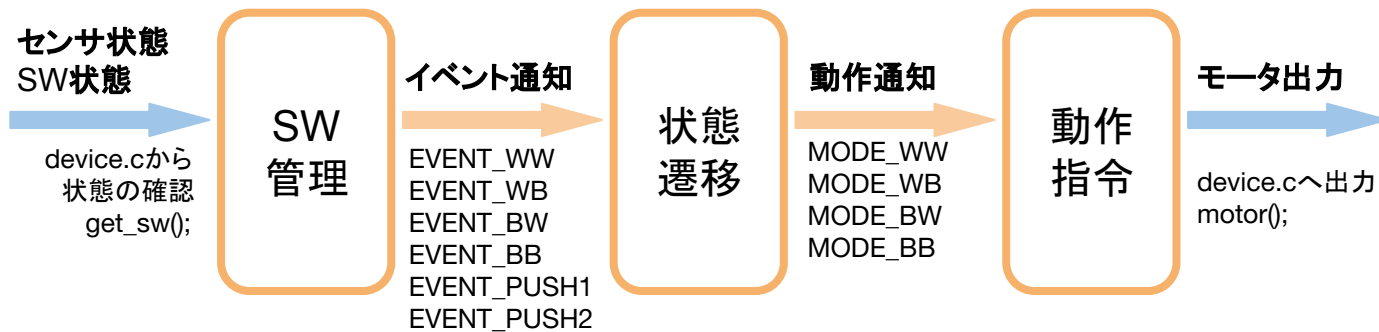 センサ状態
SW状態
device.cから
状態の確認
get_sw();
SW
管理
イベント通知
EVENT_WW
EVENT_WB
EVENT_BW
EVENT_BB
EVENT_PUSH1
EVENT_PUSH2
状態
遷移
動作通知
MODE_WW
MODE_WB
MODE_BW
MODE_BB
動作
指令
モータ出力
device.cへ出力
motor();